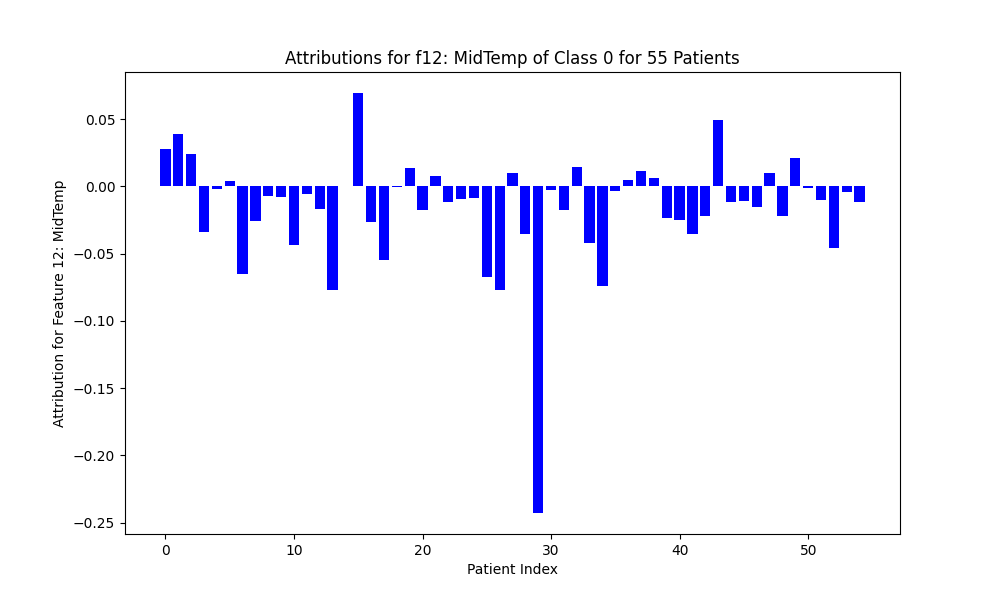 Attributions for f12: MidTemp of Class 0 for 55 Patients
Attribution for Feature 12: MidTemp
0.05
0.00
−0.05
−0.10
−0.15
−0.20
−0.25
0 10 20 30 40 50
Patient Index